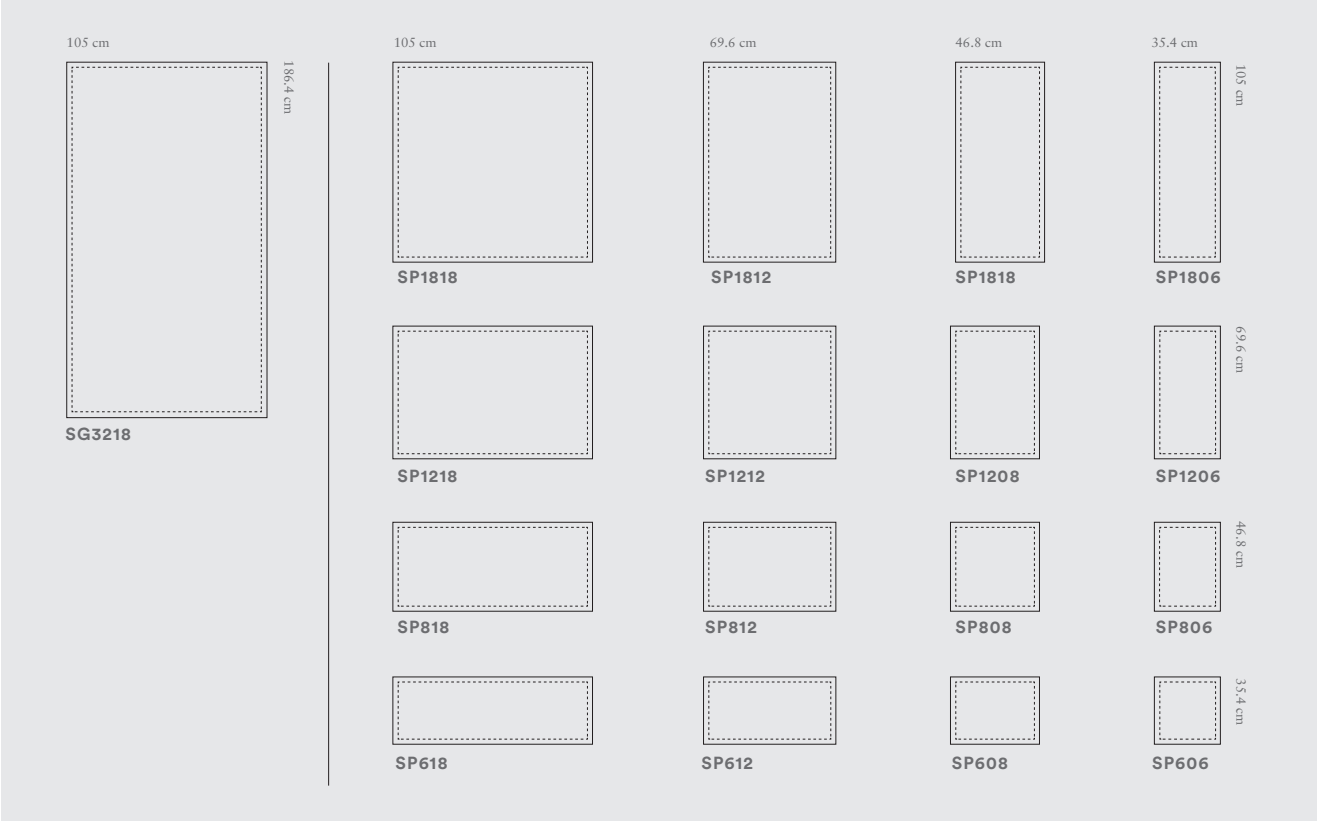 105 cm
186.4 cm
SG3218
105 cm
69.6 cm
46.8 cm
35.4 cm
105 cm
SP1818
SP1812
SP1818
SP1806
69.6 cm
SP1218
SP1212
SP1208
SP1206
46.8 cm
SP818
SP812
SP808
SP806
35.4 cm
SP618
SP612
SP608
SP606